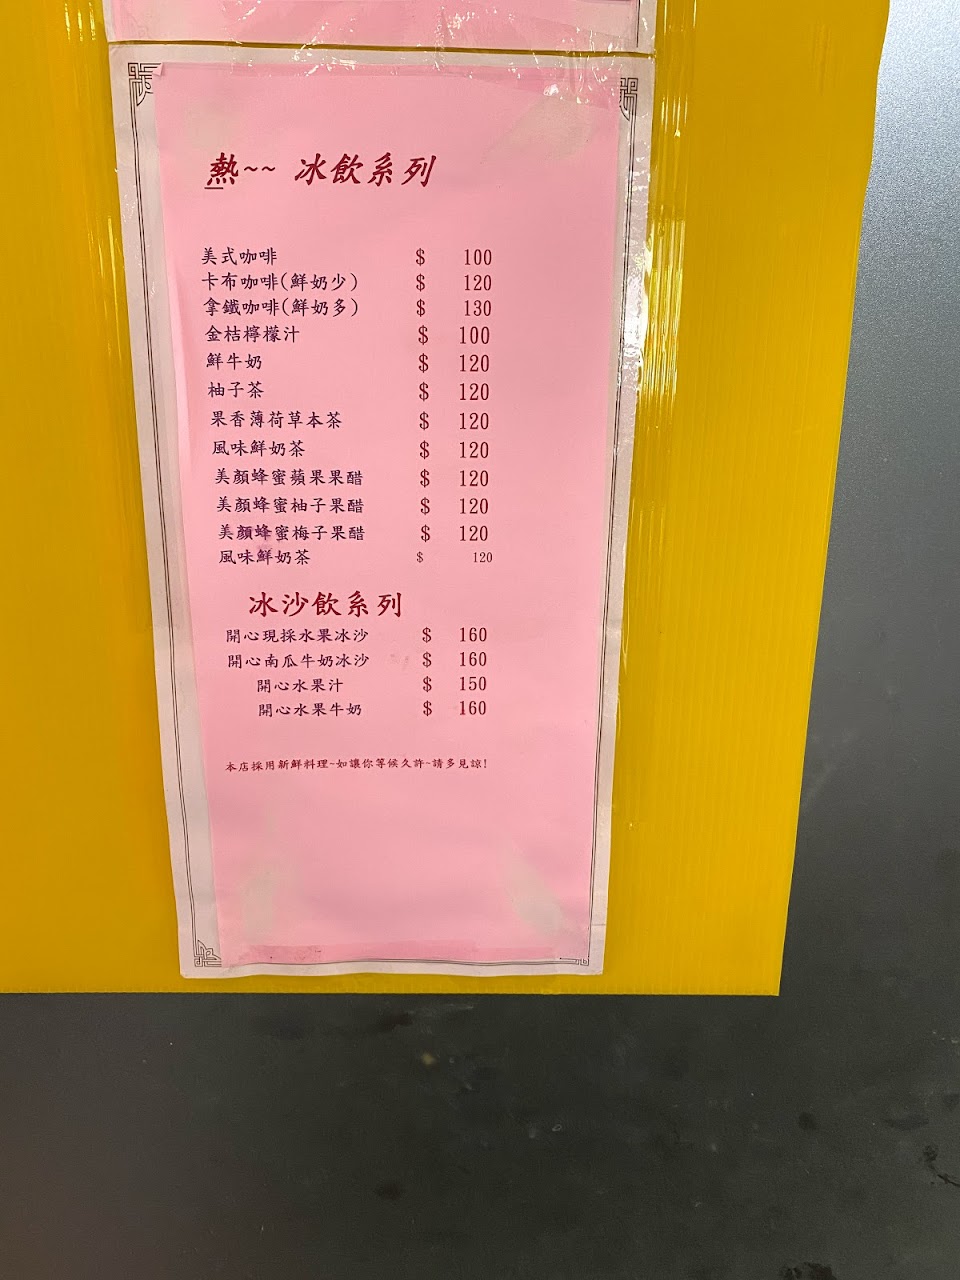 熱~~ 冰飲系列
美式咖啡 $ 100
卡布咖啡(鮮奶少) $ 120
拿鐵咖啡(鮮奶多) $ 130
金桔檸檬汁 $ 100
鮮牛奶 $ 120
柚子茶 $ 120
果香薄荷草本茶 $ 120
風味鮮奶茶 $ 120
美顏蜂蜜蘋果果醋 $ 120
美顏蜂蜜柚子果醋 $ 120
美顏蜂蜜梅子果醋 $ 120
風味鮮奶茶 $ 120
冰沙飲系列
開心現採水果冰沙 $ 160
開心南瓜牛奶冰沙 $ 160
開心水果汁 $ 150
開心水果牛奶 $ 160
本店採用新鮮料理~如讓你等候久許~請多見諒!